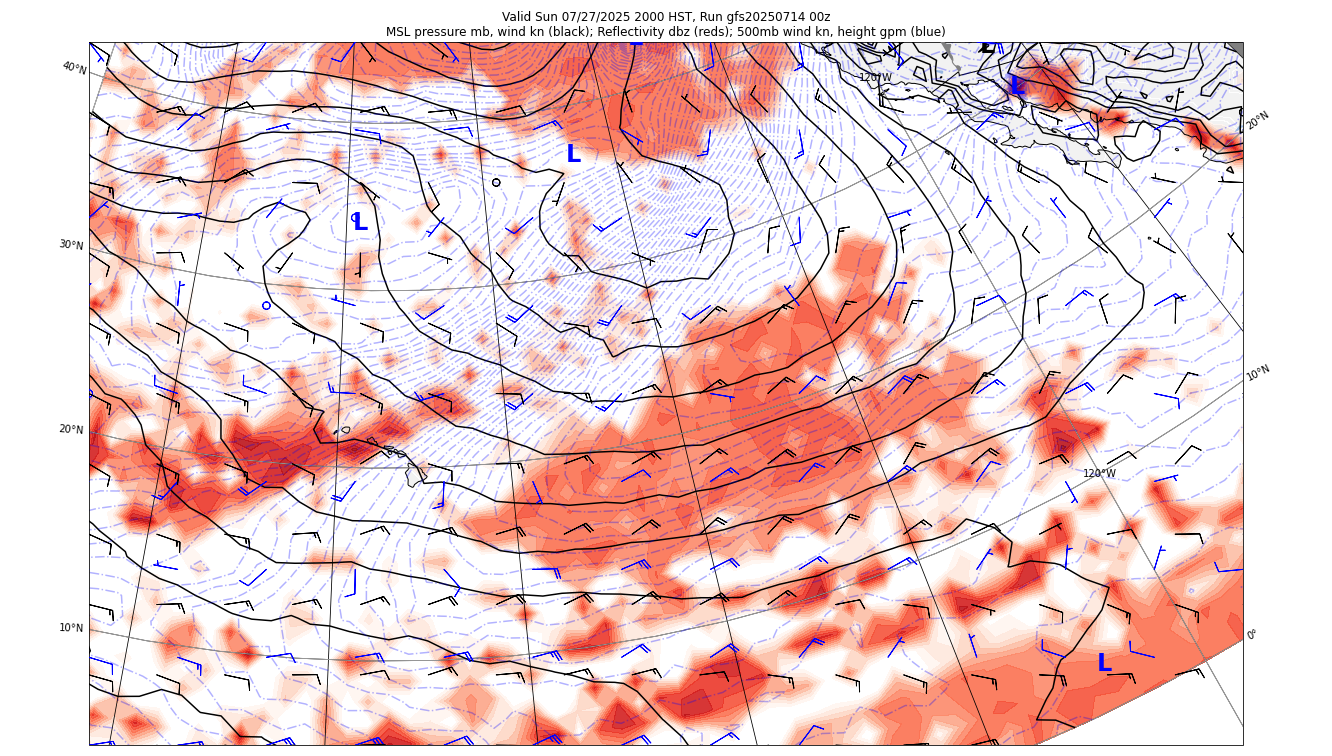 Valid Sun 07/27/2025 2000 HST, Run gfs20250714 00z
MSL pressure mb, wind kn (black); Reflectivity dbz (reds); 500mb wind kn, height gpm (blue)
40°N
120°W
L
L
20°N
L
L
30°N
L
10°N
20°N
120°W
10°N
0°
L